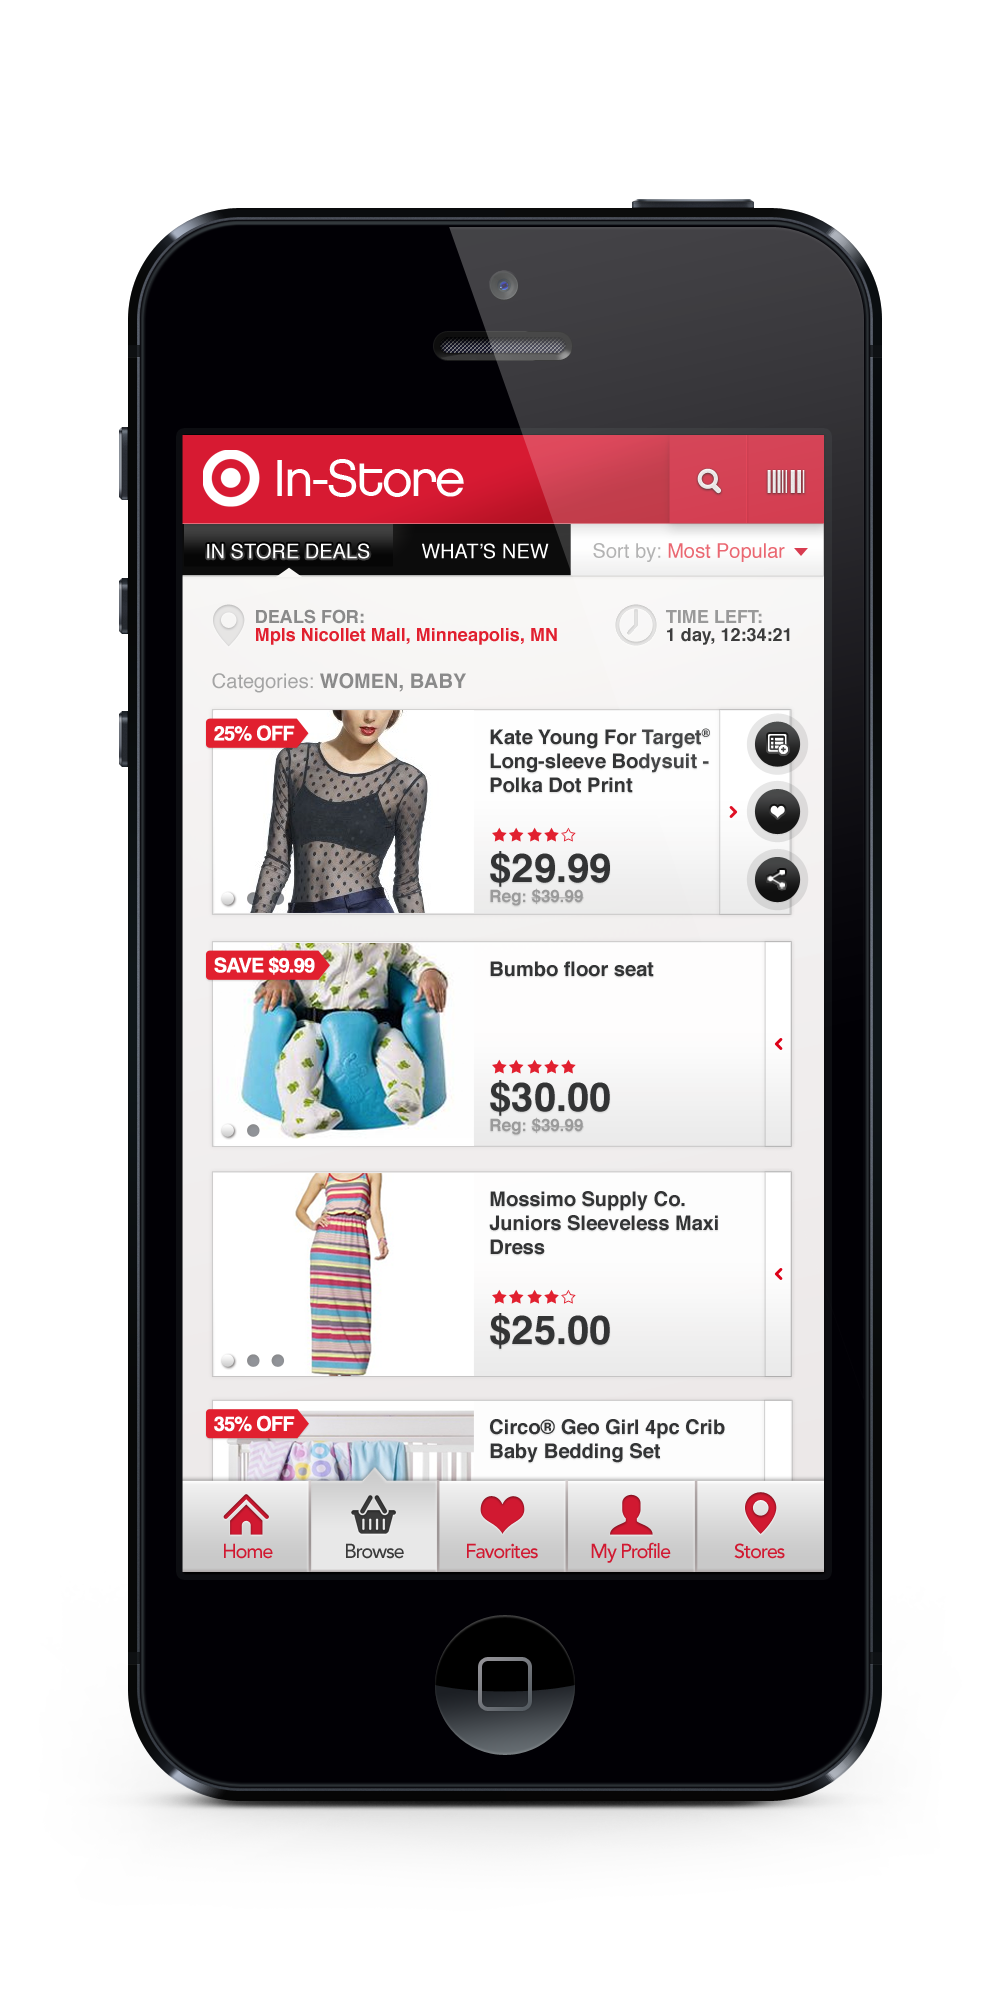 In-Store
IN STORE DEALS
WHAT'S NEW
Sort by: Most Popular
DEALS FOR:
Mpls Nicollet Mall, Minneapolis, MN
TIME LEFT:
1 day, 12:34:21
Categories: WOMEN, BABY
25% OFF
Kate Young For Target®
Long-sleeve Bodysuit -
Polka Dot Print
$29.99
Reg: $39.99
SAVE $9.99
Bumbo floor seat
$30.00
Reg: $39.99
Mossimo Supply Co.
Juniors Sleeveless Maxi
Dress
$25.00
35% OFF
Circo® Geo Girl 4pc Crib
Baby Bedding Set
Home
Browse
Favorites
My Profile
Stores